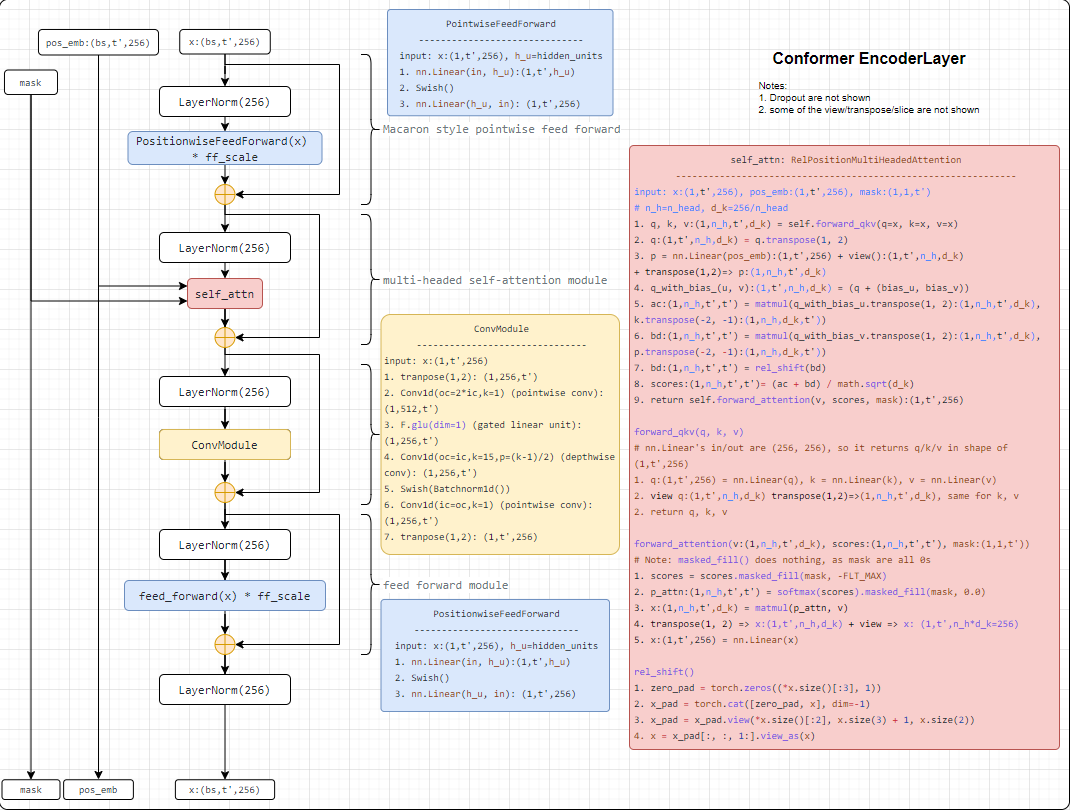 pos_emb:(bs,t',256)
x:(bs,t',256)
mask
LayerNorm(256)
PositionwiseFeedForward(x)
* ff_scale
LayerNorm(256)
self_attn
LayerNorm(256)
ConvModule
LayerNorm(256)
feed_forward(x) * ff_scale
LayerNorm(256)
mask
pos_emb
x:(bs,t',256)
PointwiseFeedForward
-----------------------------
input: x:(1,t',256), h_u=hidden_units
1. nn.Linear(in, h_u):(1,t',h_u)
2. Swish()
3. nn.Linear(h_u, in): (1,t',256)
Macaron style pointwise feed forward
multi-headed self-attention module
ConvModule
------------------------------
input: x:(1,t',256)
1. tranpose(1,2): (1,256,t')
2. Conv1d(oc=2*ic,k=1) (pointwise conv):
(1,512,t')
3. F.glu(dim=1) (gated linear unit):
(1,256,t')
4. Conv1d(oc=ic,k=15,p=(k-1)/2) (depthwise
conv): (1,256,t')
5. Swish(Batchnorm1d())
6. Conv1d(ic=oc,k=1) (pointwise conv):
(1,256,t')
7. tranpose(1,2): (1,t',256)
feed forward module
PositionwiseFeedForward
-----------------------------
input: x:(1,t',256), h_u=hidden_units
1. nn.Linear(in, h_u):(1,t',h_u)
2. Swish()
3. nn.Linear(h_u, in): (1,t',256)
Conformer EncoderLayer
Notes:
1. Dropout are not shown
2. some of the view/transpose/slice are not shown
self_attn: RelPositionMultiHeadedAttention
------------------------------------------------------------
input: x:(1,t',256), pos_emb:(1,t',256), mask:(1,1,t')
# n_h=n_head, d_k=256/n_head
1. q, k, v:(1,n_h,t',d_k) = self.forward_qkv(q=x, k=x, v=x)
2. q:(1,t',n_h,d_k) = q.transpose(1, 2)
3. p = nn.Linear(pos_emb):(1,t',256) + view():(1,t',n_h,d_k)
+ transpose(1,2)=> p:(1,n_h,t',d_k)
4. q_with_bias_(u, v):(1,t',n_h,d_k) = (q + (bias_u, bias_v))
5. ac:(1,n_h,t',t') = matmul(q_with_bias_u.transpose(1, 2):(1,n_h,t',d_k),
k.transpose(-2, -1):(1,n_h,d_k,t'))
6. bd:(1,n_h,t',t') = matmul(q_with_bias_v.transpose(1, 2):(1,n_h,t',d_k),
p.transpose(-2, -1):(1,n_h,d_k,t'))
7. bd:(1,n_h,t',t') = rel_shift(bd)
8. scores:(1,n_h,t',t')= (ac + bd) / math.sqrt(d_k)
9. return self.forward_attention(v, scores, mask):(1,t',256)
forward_qkv(q, k, v)
# nn.Linear's in/out are (256, 256), so it returns q/k/v in shape of
(1,t',256)
1. q:(1,t',256) = nn.Linear(q), k = nn.Linear(k), v = nn.Linear(v)
2. view q:(1,t',n_h,d_k) transpose(1,2)=>(1,n_h,t',d_k), same for k, v
2. return q, k, v
forward_attention(v:(1,n_h,t',d_k), scores:(1,n_h,t',t'), mask:(1,1,t'))
# Note: masked_fill() does nothing, as mask are all 0s
1. scores = scores.masked_fill(mask, -FLT_MAX)
2. p_attn:(1,n_h,t',t') = softmax(scores).masked_fill(mask, 0.0)
3. x:(1,n_h,t',d_k) = matmul(p_attn, v)
4. transpose(1, 2) => x:(1,t',n_h,d_k) + view => x: (1,t',n_h*d_k=256)
5. x:(1,t',256) = nn.Linear(x)
rel_shift()
1. zero_pad = torch.zeros((*x.size()[:3], 1))
2. x_pad = torch.cat([zero_pad, x], dim=-1)
3. x_pad = x_pad.view(*x.size()[:2], x.size(3) + 1, x.size(2))
4. x = x_pad[:, :, 1:].view_as(x)